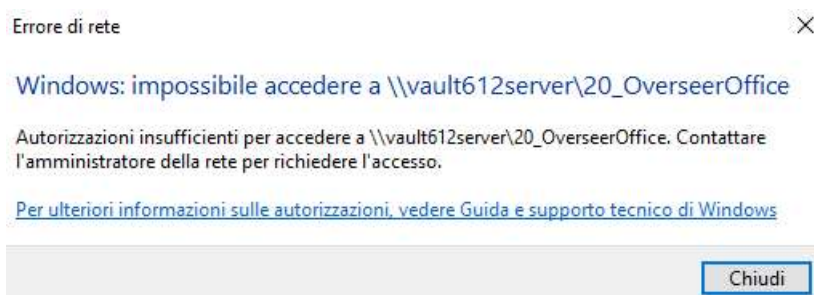 Errore di rete
Windows: impossibile accedere a \\vault612server\20_OverseerOffice
Autorizzazioni insufficienti per accedere a \\vault612server\20_OverseerOffice. Contattare
l'amministratore della rete per richiedere l'accesso.
Per ulteriori informazioni sulle autorizzazioni, vedere Guida e supporto tecnico di Windows
Chiudi